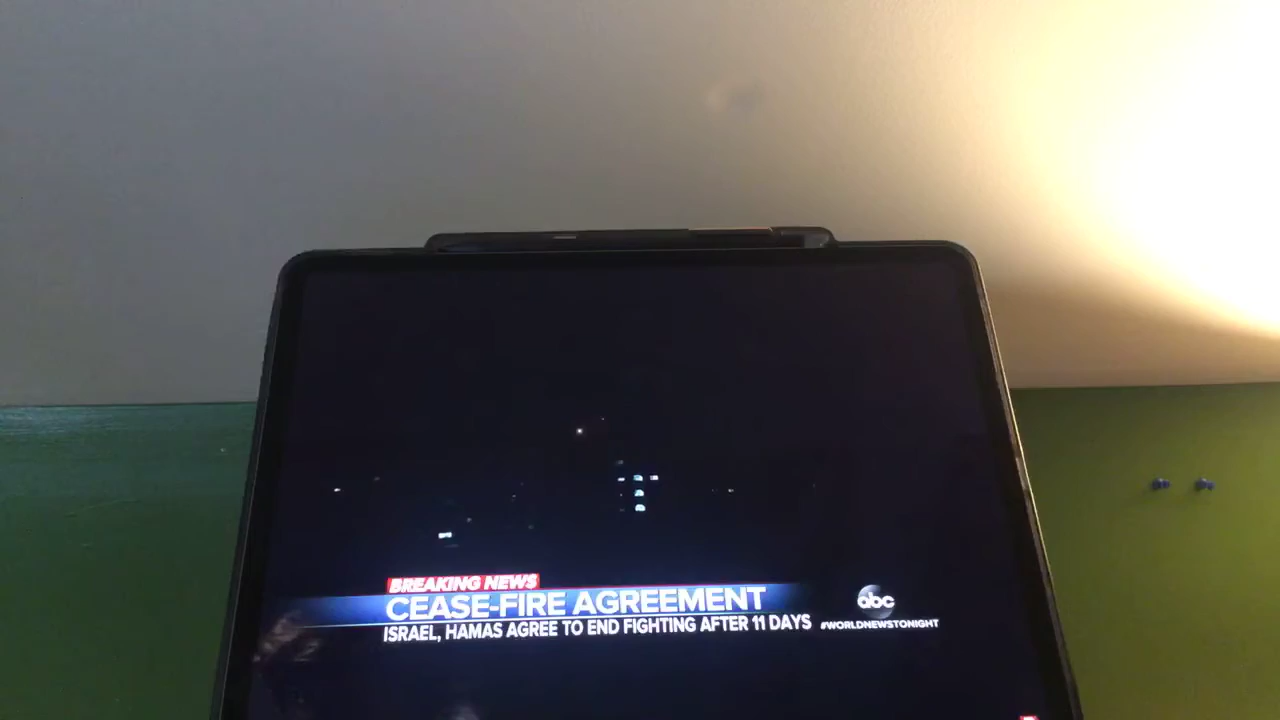 BREAKING NEWS
CEASE-FIRE AGREEMENT
ISRAEL, HAMAS AGREE TO END FIGHTING AFTER 11 DAYS
abc
#WORLDNEWSTONIGHT